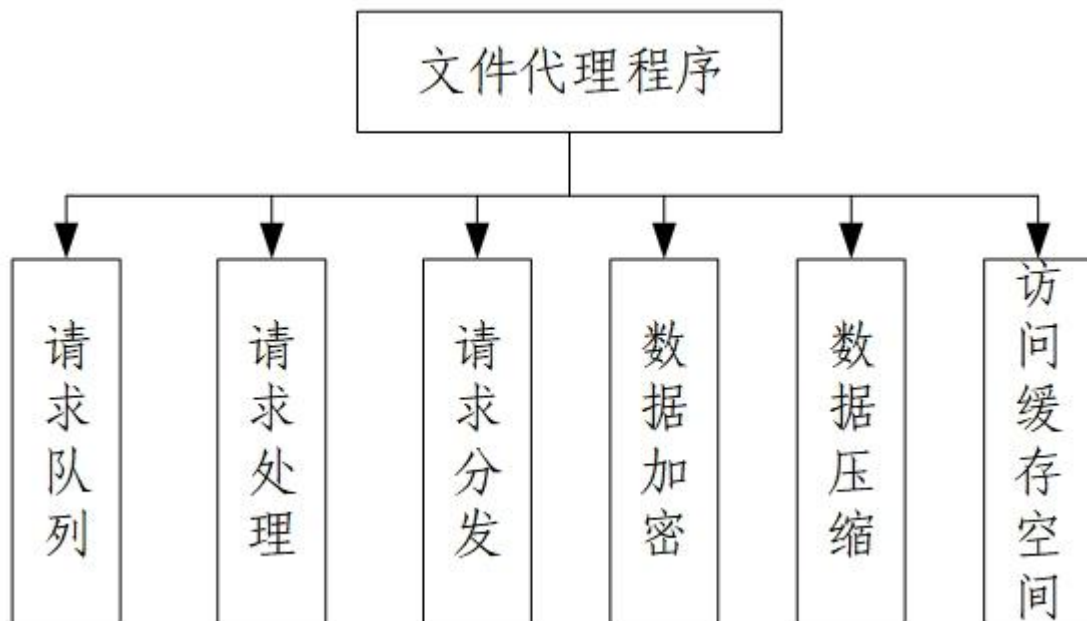 文件代理程序
请求队列
请求处理
请求分发
数据加密
数据压缩
访问缓存空间